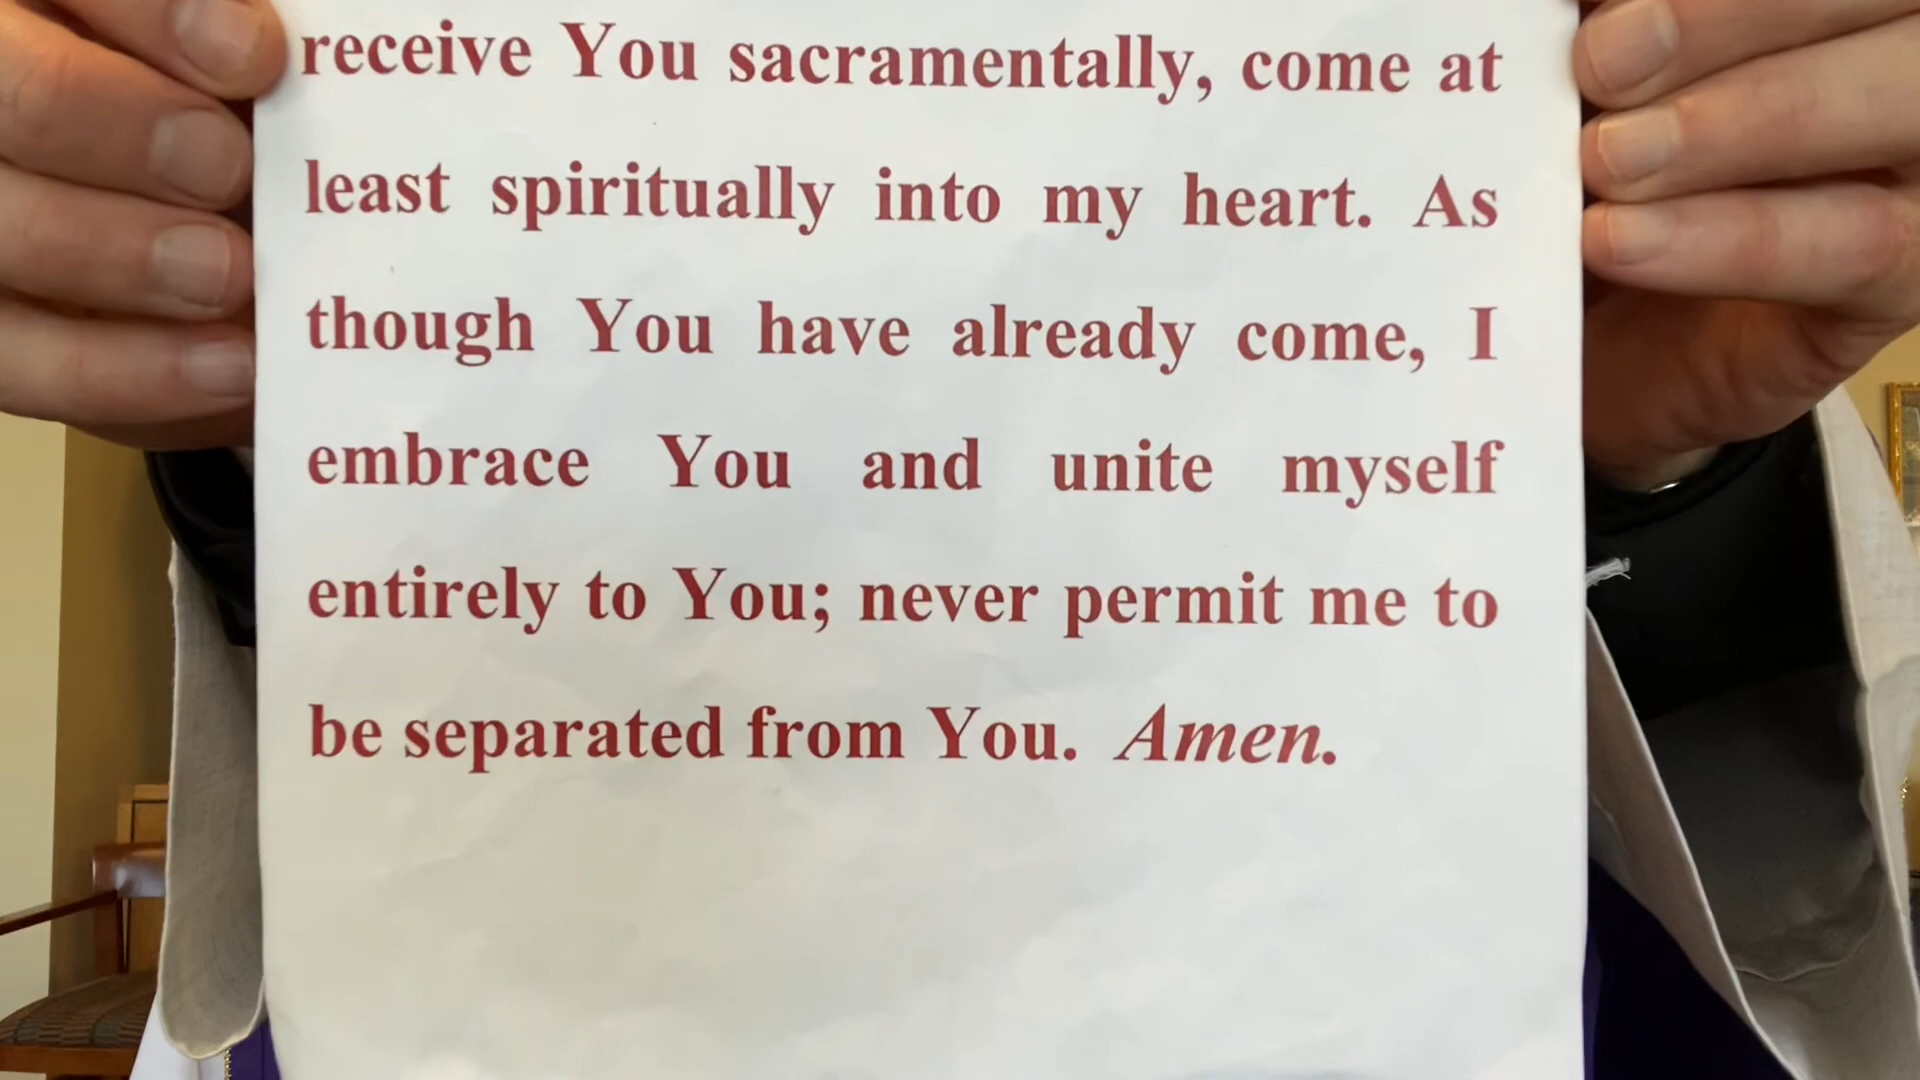 receive You sacramentally, come at
least spiritually into my heart. As
though You have already come, I
embrace You and unite myself
entirely to You; never permit me to
be separated from You. Amen.